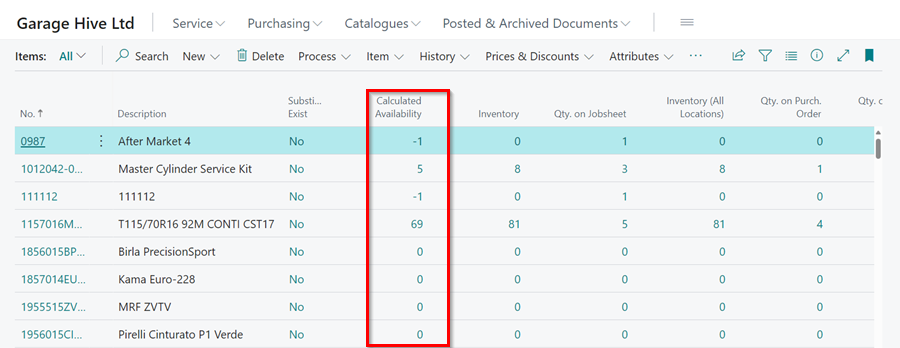 Garage Hive Ltd Service Purchasing Catalogues Posted & Archived Documents
Items: All Search New Delete Process Item History Prices & Discounts Attributes ...
No. ↑ Description Substi... Exist Calculated Availability Inventory Qty. on Jobsheet Inventory (All Locations) Qty. on Purch. Order Qty. c
0987 After Market 4 No -1 0 1 0 0
1012042-0... Master Cylinder Service Kit No 5 8 3 8 1
111112 111112 No -1 0 1 0 0
1157016M... T115/70R16 92M CONTI CST17 No 69 81 5 81 4
1856015BP... Birla PrecisionSport No 0 0 0 0 0
1857014EU... Kama Euro-228 No 0 0 0 0 0
1955515ZV... MRF ZVTV No 0 0 0 0 0
1956015CI... Pirelli Cinturato P1 Verde No 0 0 0 0 0